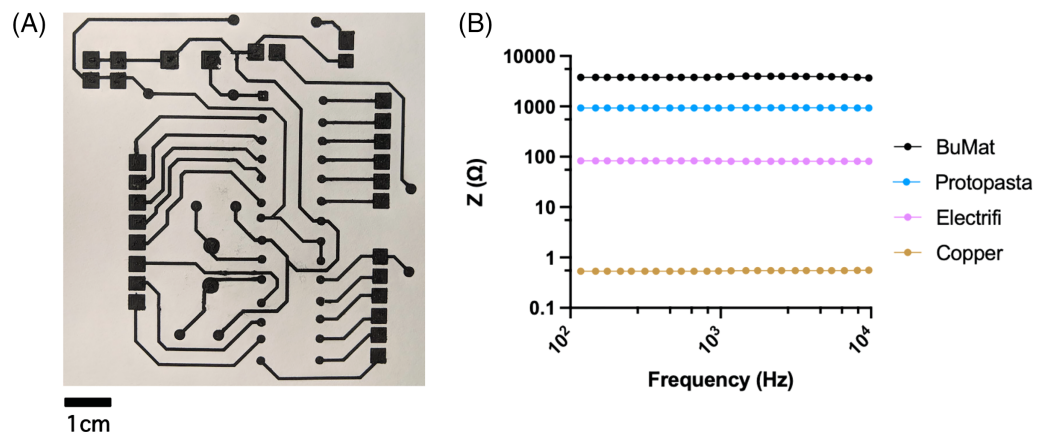 (A)
1cm
(B)
Z (Ω)
10000
1000
100
10
1
0.1
10²
10³
10⁴
Frequency (Hz)
BuMat
Protopasta
Electrifi
Copper